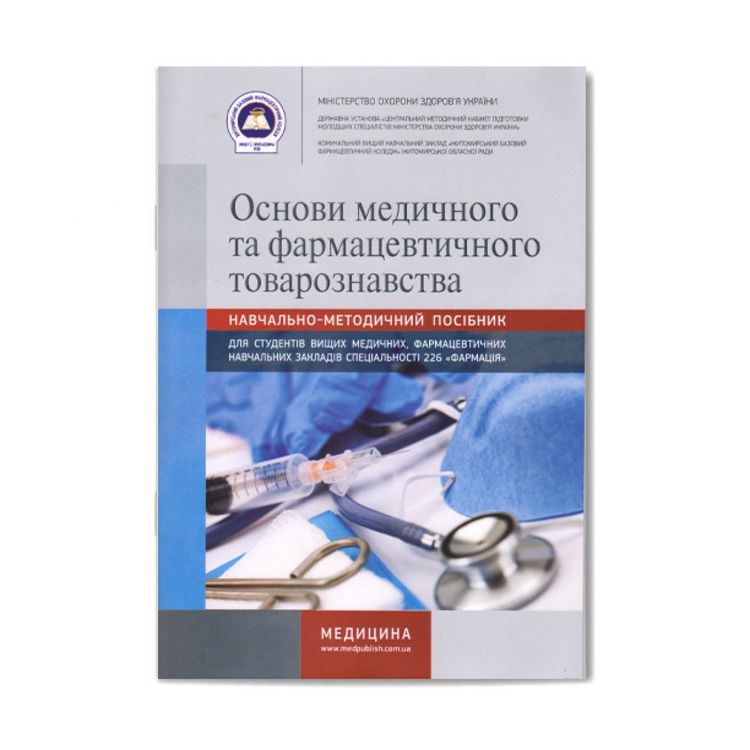 МІНІСТЕРСТВО ОХОРОНИ ЗДОРОВ'Я УКРАЇНИ
ДЕРЖАВНА УСТАНОВА «ЦЕНТРАЛЬНИЙ МЕТОДИЧНИЙ КАБІНЕТ ПІДГОТОВКИ
МОЛОДШИХ СПЕЦІАЛІСТІВ МІНІСТЕРСТВА ОХОРОНИ ЗДОРОВ'Я УКРАЇНИ»
КОМУНАЛЬНИЙ ВИЩИЙ НАВЧАЛЬНИЙ ЗАКЛАД «ЖИТОМИРСЬКИЙ БАЗОВИЙ
ФАРМАЦЕВТИЧНИЙ КОЛЕДЖ» ЖИТОМИРСЬКОЇ ОБЛАСНОЇ РАДИ
Основи медичного
та фармацевтичного
товарознавства
НАВЧАЛЬНО-МЕТОДИЧНИЙ ПОСІБНИК
ДЛЯ СТУДЕНТІВ ВИЩИХ МЕДИЧНИХ, ФАРМАЦЕВТИЧНИХ
НАВЧАЛЬНИХ ЗАКЛАДІВ СПЕЦІАЛЬНОСТІ 226 «ФАРМАЦІЯ»
МЕДИЦИНА
www.medpublish.com.ua